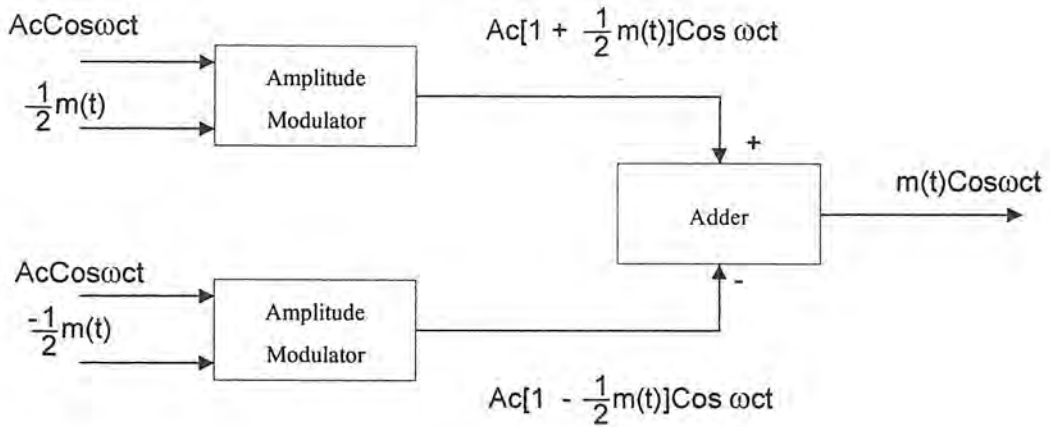 AcCosωct
1/2 m(t)
Amplitude
Modulator
Ac[1 + 1/2 m(t)]Cos ωct
+
Adder
m(t)Cosωct
-
AcCosωct
-1/2 m(t)
Amplitude
Modulator
Ac[1 - 1/2 m(t)]Cos ωct